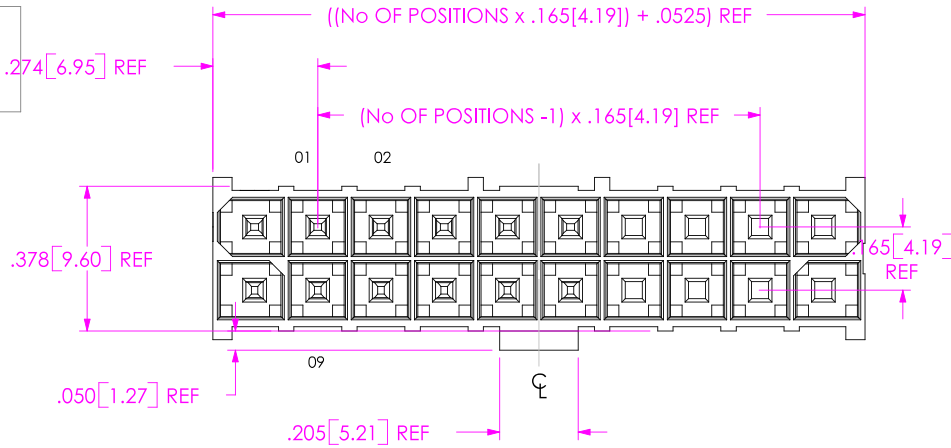 ((No OF POSITIONS x .165[4.19]) + .0525) REF
.274[6.95] REF
(No OF POSITIONS -1) x .165[4.19] REF
01 02
.378[9.60] REF
.165[4.19]
REF
09
.050[1.27] REF
℄
.205[5.21] REF